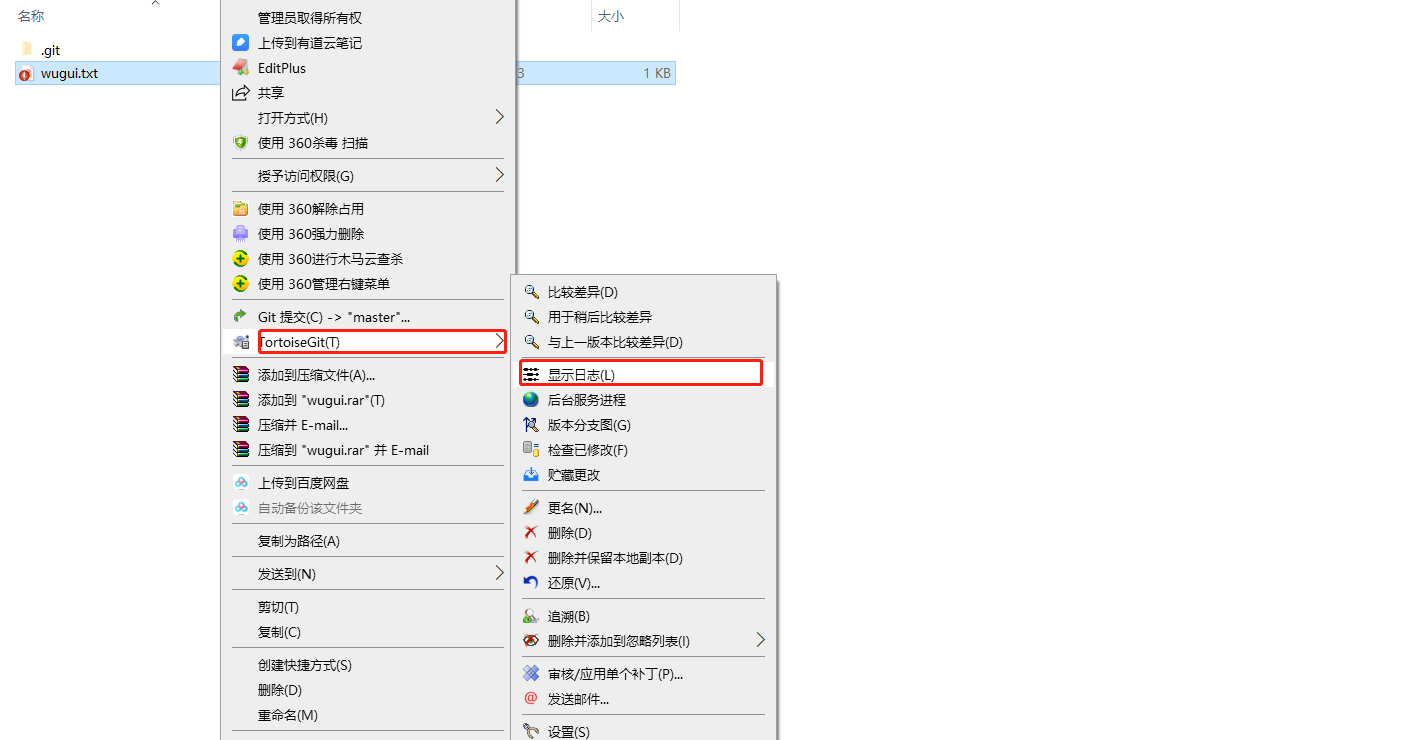 名称
大小
.git
wugui.txt
3
1 KB
管理员取得所有权
上传到有道云笔记
EditPlus
共享
打开方式(H)
使用 360杀毒 扫描
授予访问权限(G)
使用 360解除占用
使用 360强力删除
使用 360进行木马云查杀
使用 360管理右键菜单
Git 提交(C) -> "master"...
TortoiseGit(T)
添加到压缩文件(A)...
添加到 "wugui.rar"(T)
压缩并 E-mail...
压缩到 "wugui.rar" 并 E-mail
上传到百度网盘
自动备份该文件夹
复制为路径(A)
发送到(N)
剪切(T)
复制(C)
创建快捷方式(S)
删除(D)
重命名(M)
比较差异(D)
用于稍后比较差异
与上一版本比较差异(D)
显示日志(L)
后台服务进程
版本分支图(G)
检查已修改(F)
贮藏更改
更名(N)...
删除(D)
删除并保留本地副本(D)
还原(V)...
追溯(B)
删除并添加到忽略列表(I)
审核/应用单个补丁(P)...
发送邮件...
设置(S)